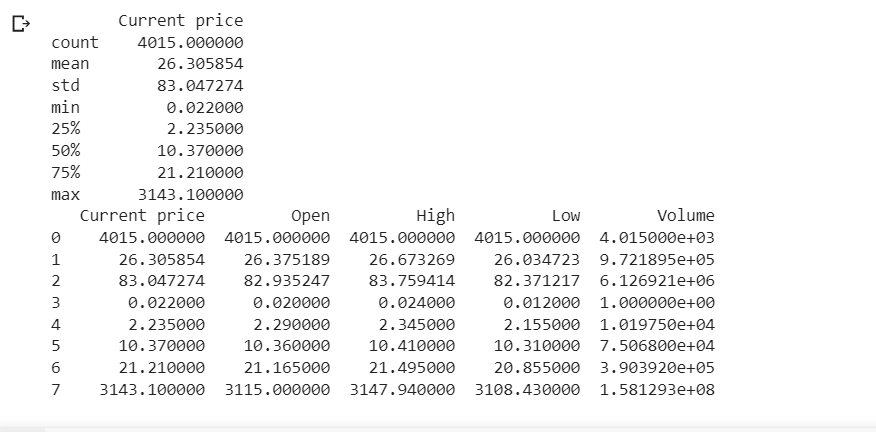 Current price
count 4015.000000
mean 26.305854
std 83.047274
min 0.022000
25% 2.235000
50% 10.370000
75% 21.210000
max 3143.100000
Current price Open High Low Volume
0 4015.000000 4015.000000 4015.000000 4015.000000 4.015000e+03
1 26.305854 26.375189 26.673269 26.034723 9.721895e+05
2 83.047274 82.935247 83.759414 82.371217 6.126921e+06
3 0.022000 0.020000 0.024000 0.012000 1.000000e+00
4 2.235000 2.290000 2.345000 2.155000 1.019750e+04
5 10.370000 10.360000 10.410000 10.310000 7.506800e+04
6 21.210000 21.165000 21.495000 20.855000 3.903920e+05
7 3143.100000 3115.000000 3147.940000 3108.430000 1.581293e+08